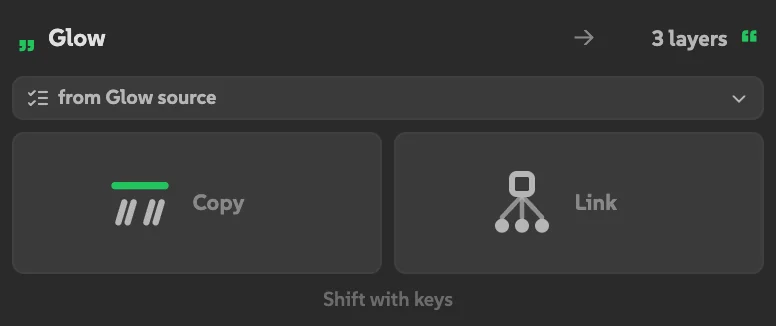 Glow → 3 layers
from Glow source
Copy Link
Shift with keys